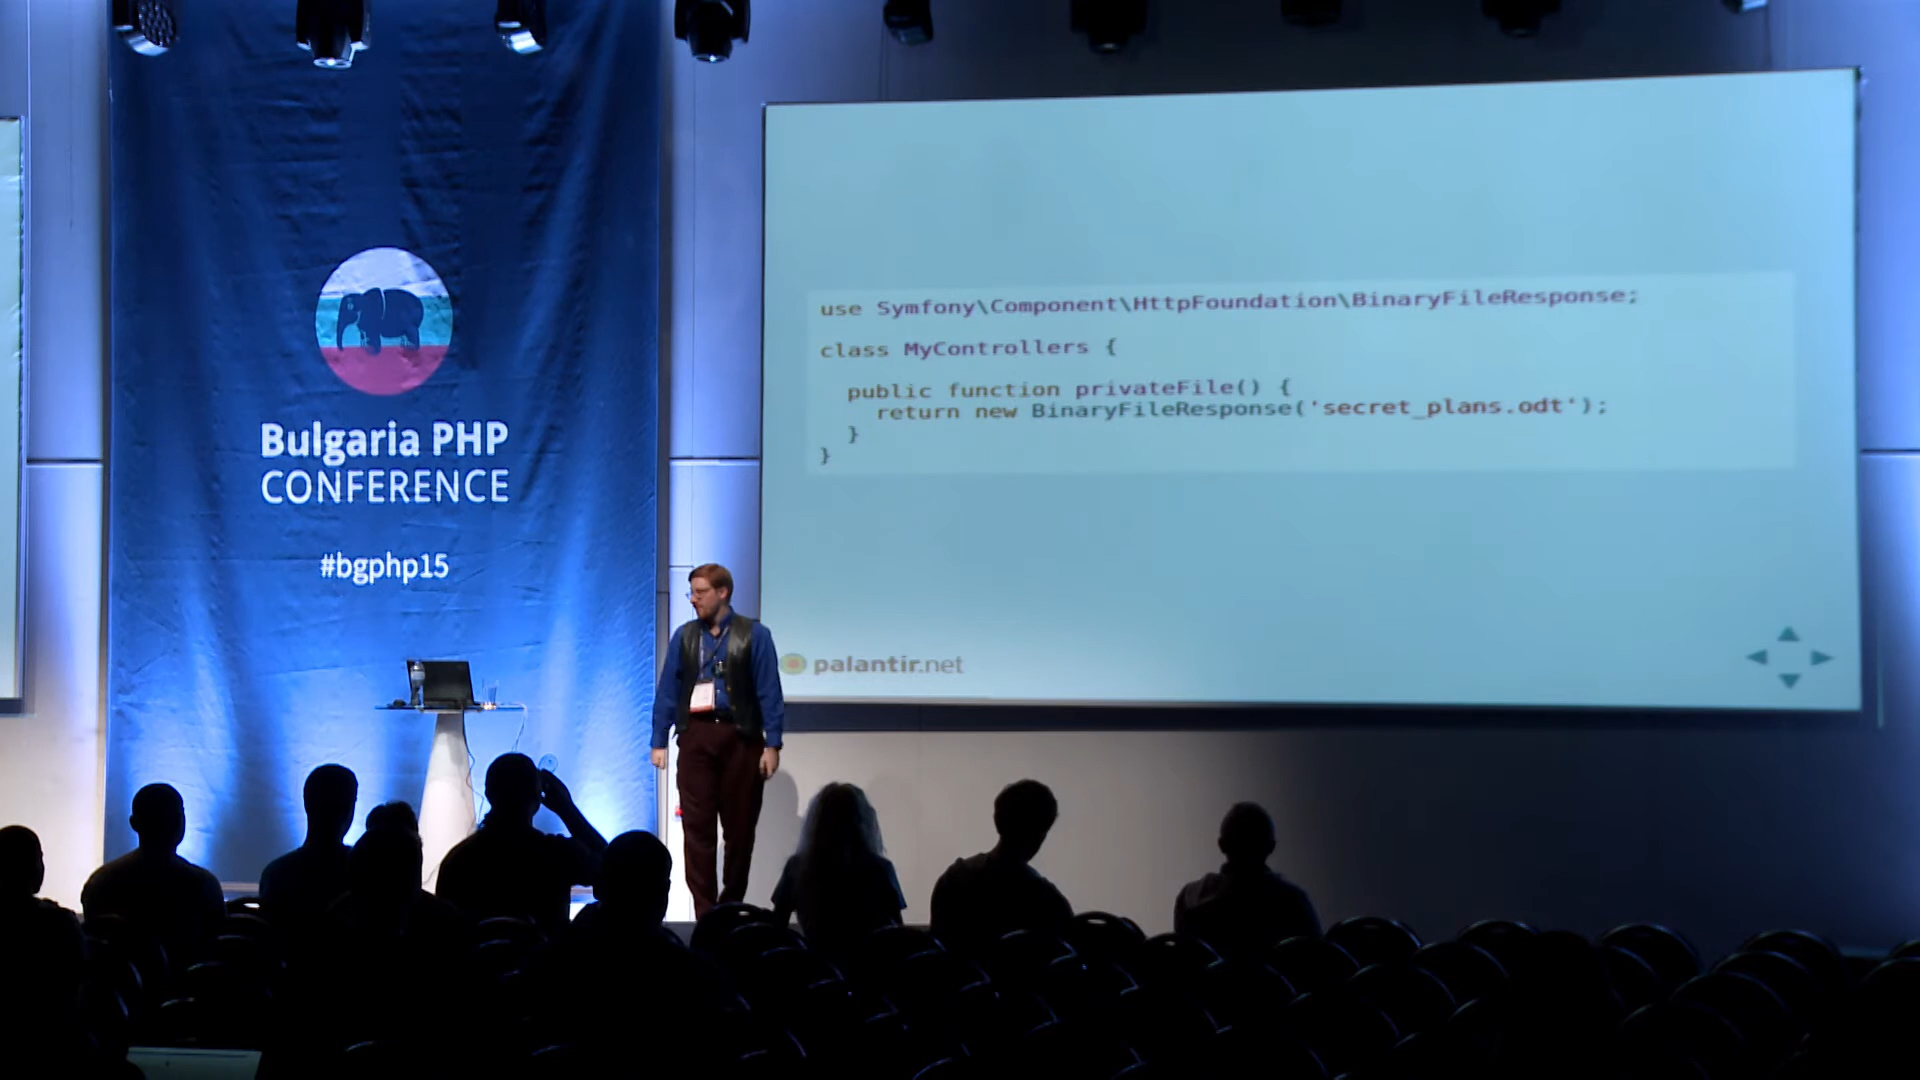 Bulgaria PHP
CONFERENCE
#bgphp15
use Symfony\Component\HttpFoundation\BinaryFileResponse;
class MyControllers {
public function privateFile() {
return new BinaryFileResponse('secret_plans.odt');
}
}
palantir.net